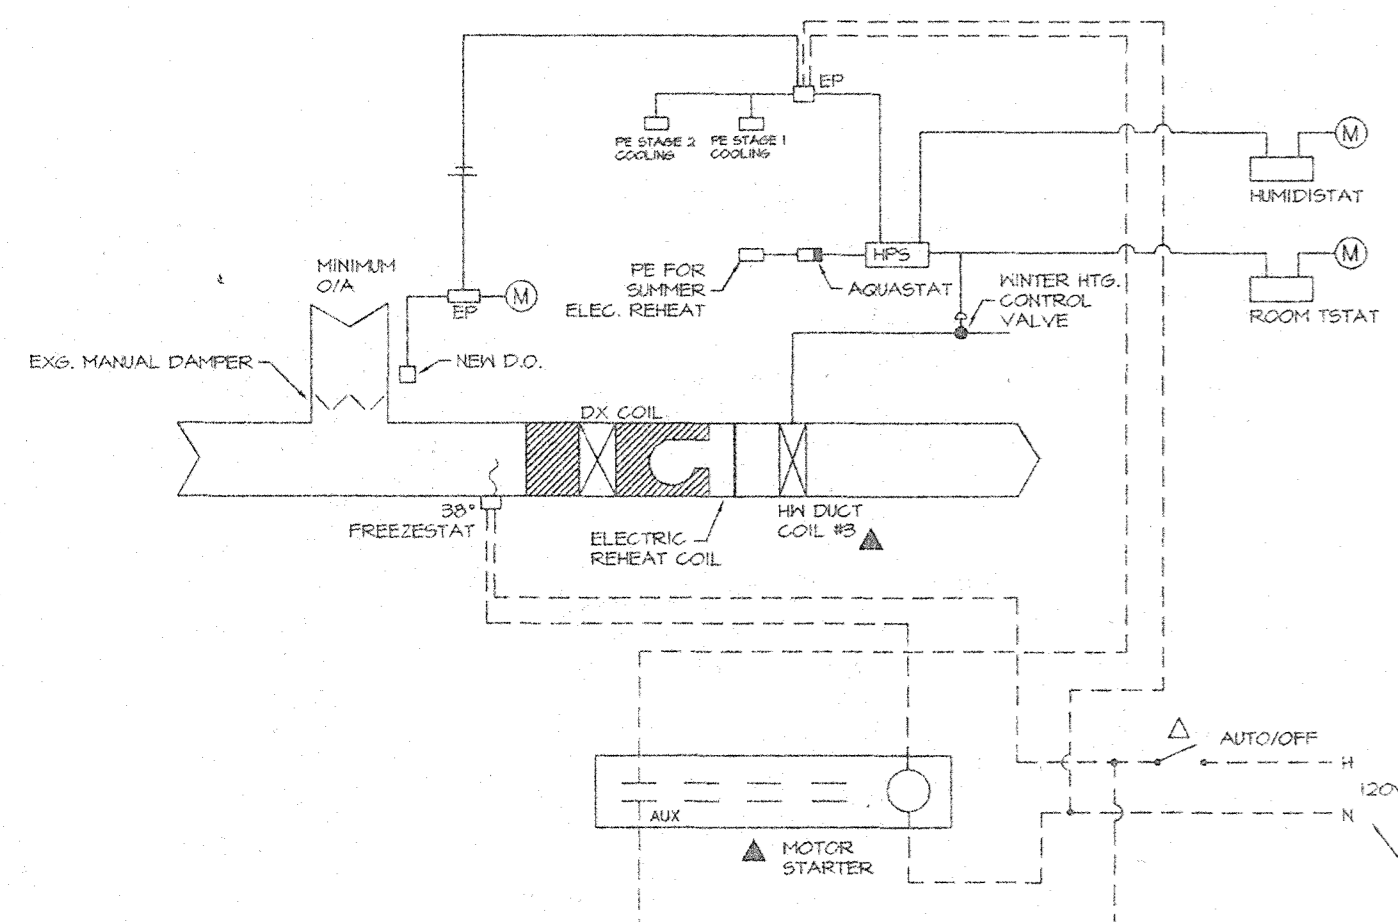 EP
PE STAGE 2
COOLING
PE STAGE 1
COOLING
M
HUMIDISTAT
HPS
M
ROOM TSTAT
PE FOR
SUMMER
ELEC. REHEAT
AQUASTAT
WINTER HTG.
CONTROL
VALVE
MINIMUM
O/A
EP
M
EXG. MANUAL DAMPER
NEW D.O.
DX COIL
38°
FREEZESTAT
ELECTRIC
REHEAT COIL
HW DUCT
COIL #3
AUTO/OFF
H
120V
N
AUX
MOTOR
STARTER